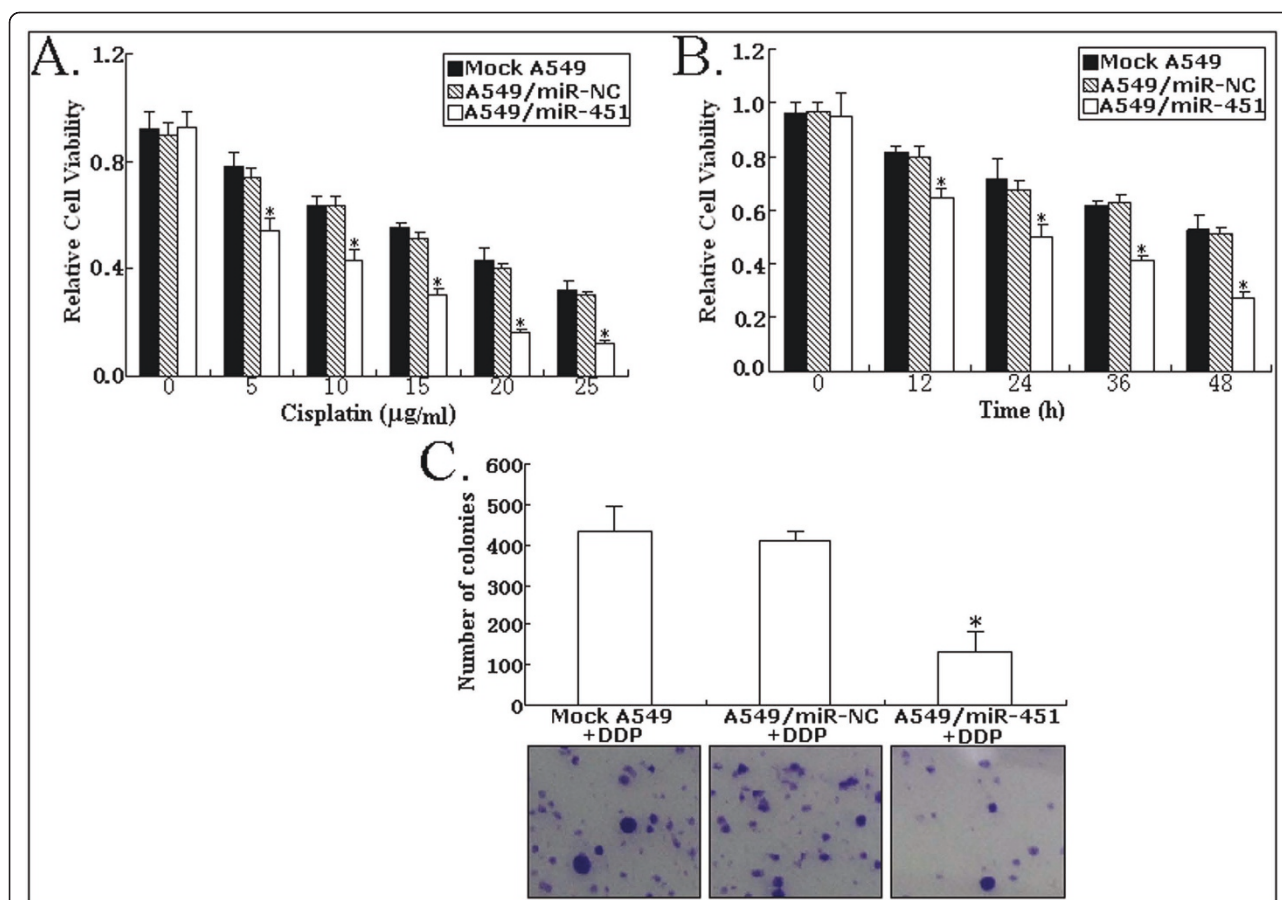 A.
1.2
0.8
0.4
0.0
Relative Cell Viability
Mock A549
A549/miR-NC
A549/miR-451
* * * * *
0 5 10 15 20 25
Cisplatin (μg/ml)
B.
1.2
1.0
0.8
0.6
0.4
0.2
0.0
Relative Cell Viability
Mock A549
A549/miR-NC
A549/miR-451
* * * *
0 12 24 36 48
Time (h)
C.
600
500
400
300
200
100
0
Number of colonies
*
Mock A549 A549/miR-NC A549/miR-451
+DDP +DDP +DDP